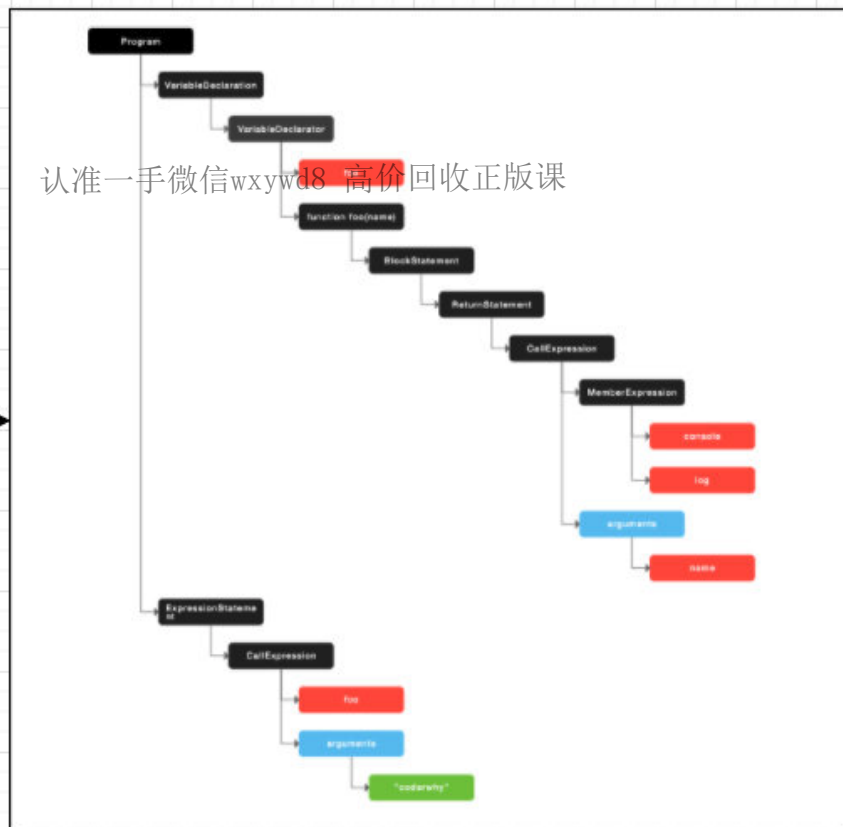 Program
VariableDeclaration
VariableDeclarator
foo
认准一手微信wxywd8 高价回收正版课
function foo(name)
BlockStatement
ReturnStatement
CallExpression
MemberExpression
console
log
arguments
name
ExpressionStateme
nt
CallExpression
foo
arguments
"coderwhy"